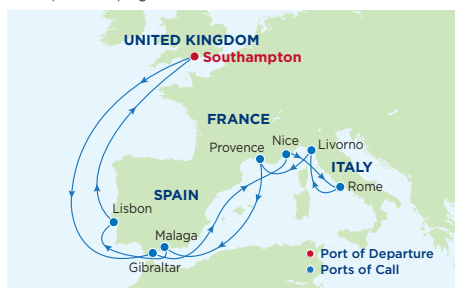 UNITED KINGDOM
Southampton
FRANCE
Nice
Provence
Livorno
ITALY
Rome
SPAIN
Lisbon
Malaga
Gibraltar
Port of Departure
Ports of Call